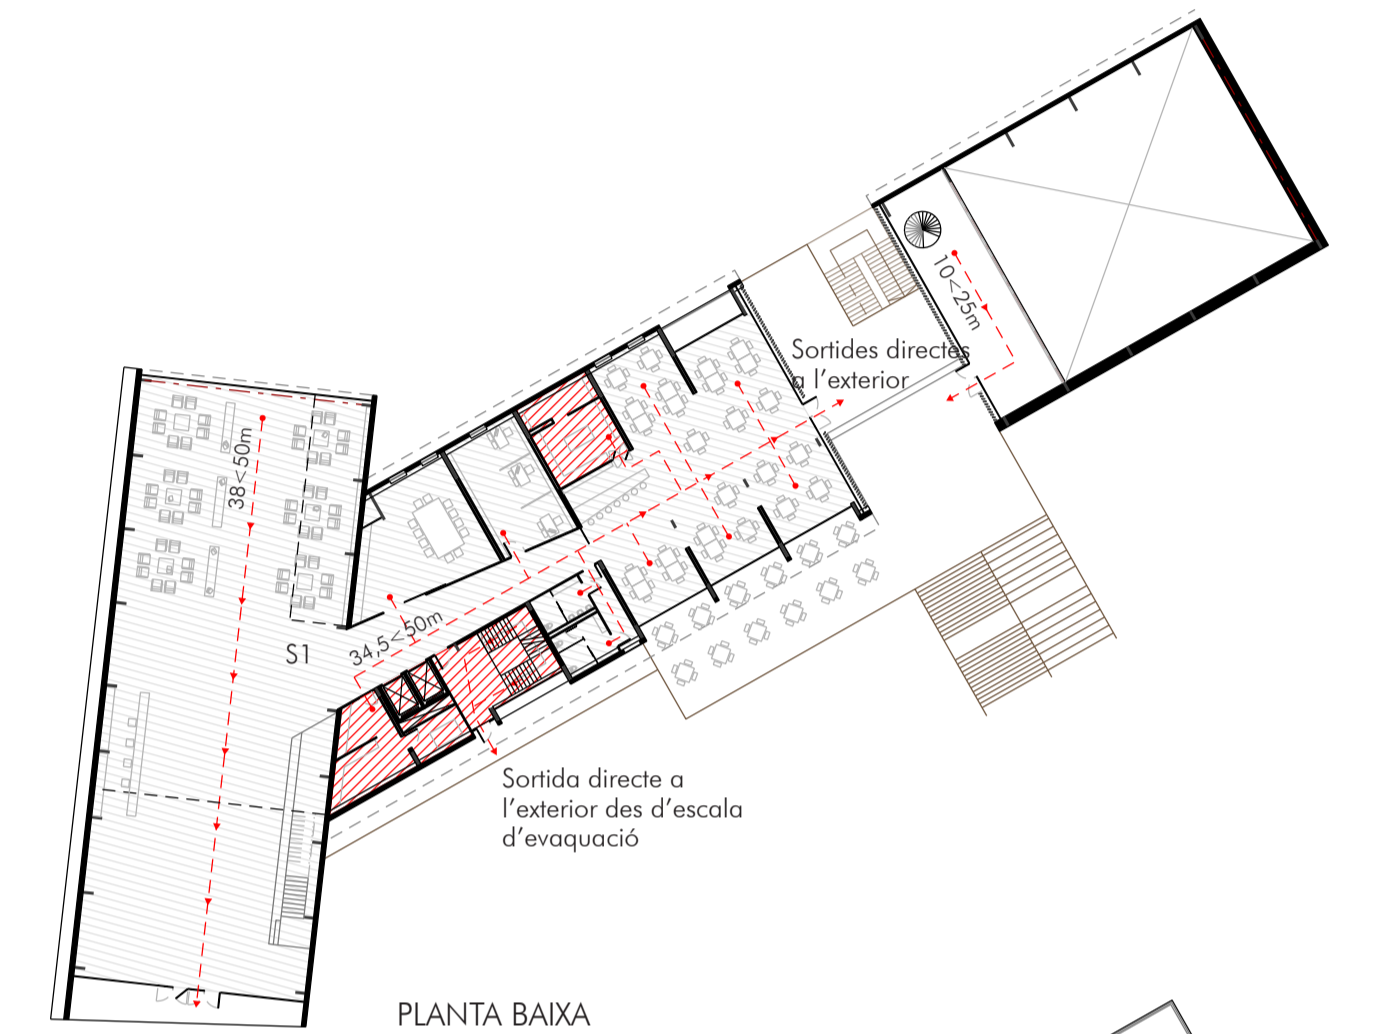 10<25m
Sortides directes
a l'exterior
38<50m
34,5<50m
S1
Sortida directe a
l'exterior des d'escala
d'evaquació
PLANTA BAIXA